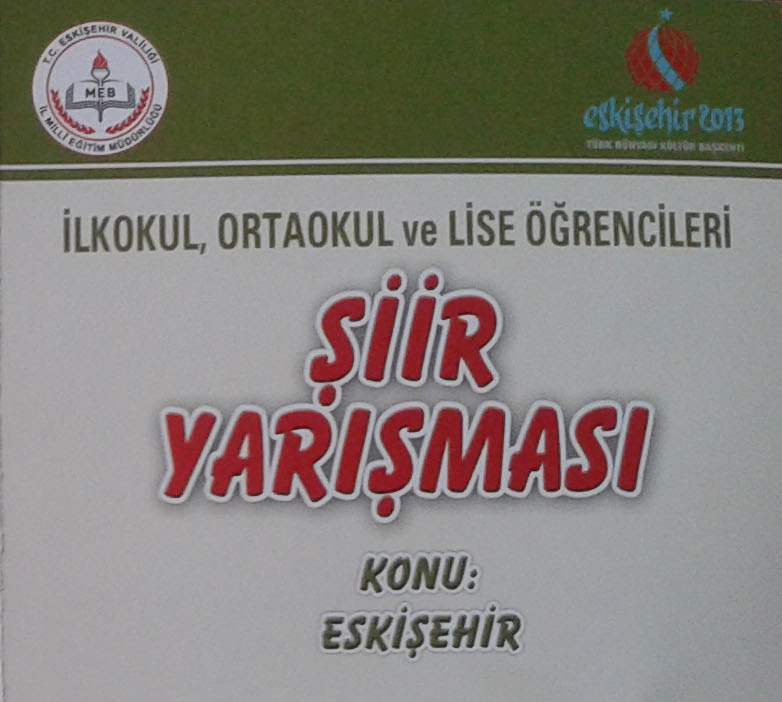 T.C. ESKİŞEHİR VALİLİĞİ
MEB
İL MİLLİ EĞİTİM MÜDÜRLÜĞÜ
eskişehir 2013
TÜRK DÜNYASI KÜLTÜR BAŞKENTİ
İLKOKUL, ORTAOKUL ve LİSE ÖĞRENCİLERİ
ŞİİR
YARIŞMASI
KONU:
ESKİŞEHİR